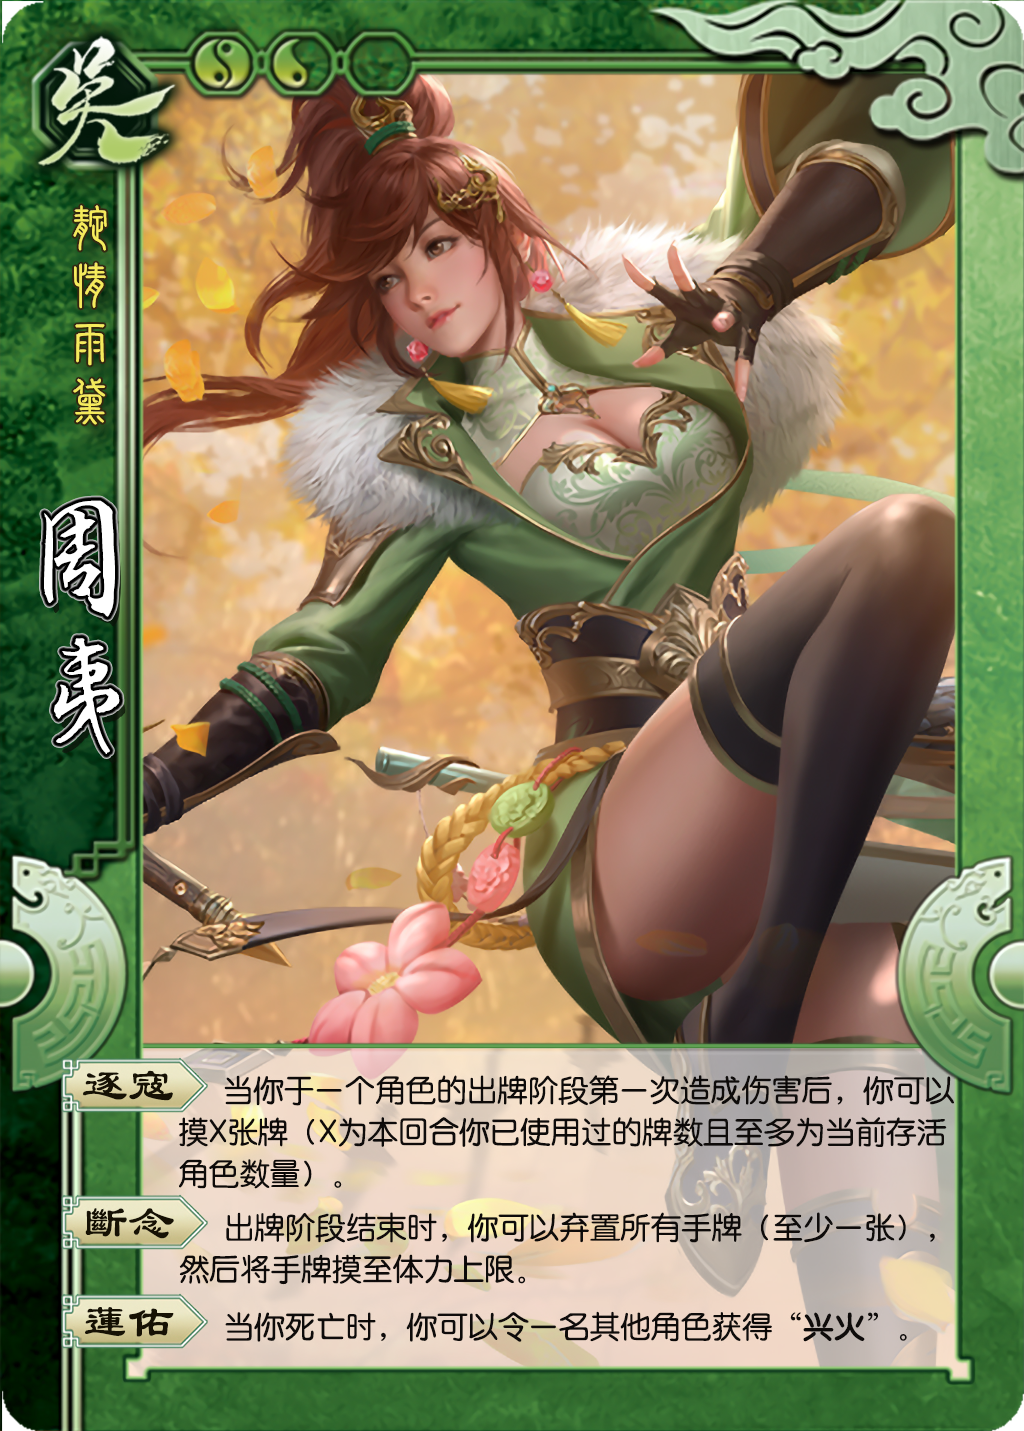 吴
靛情雨黛
周夷
逐寇
当你于一个角色的出牌阶段第一次造成伤害后，你可以
摸X张牌（X为本回合你已使用过的牌数且至多为当前存活
角色数量）。
斷念
出牌阶段结束时，你可以弃置所有手牌（至少一张），
然后将手牌摸至体力上限。
蓮佑
当你死亡时，你可以令一名其他角色获得“兴火”。